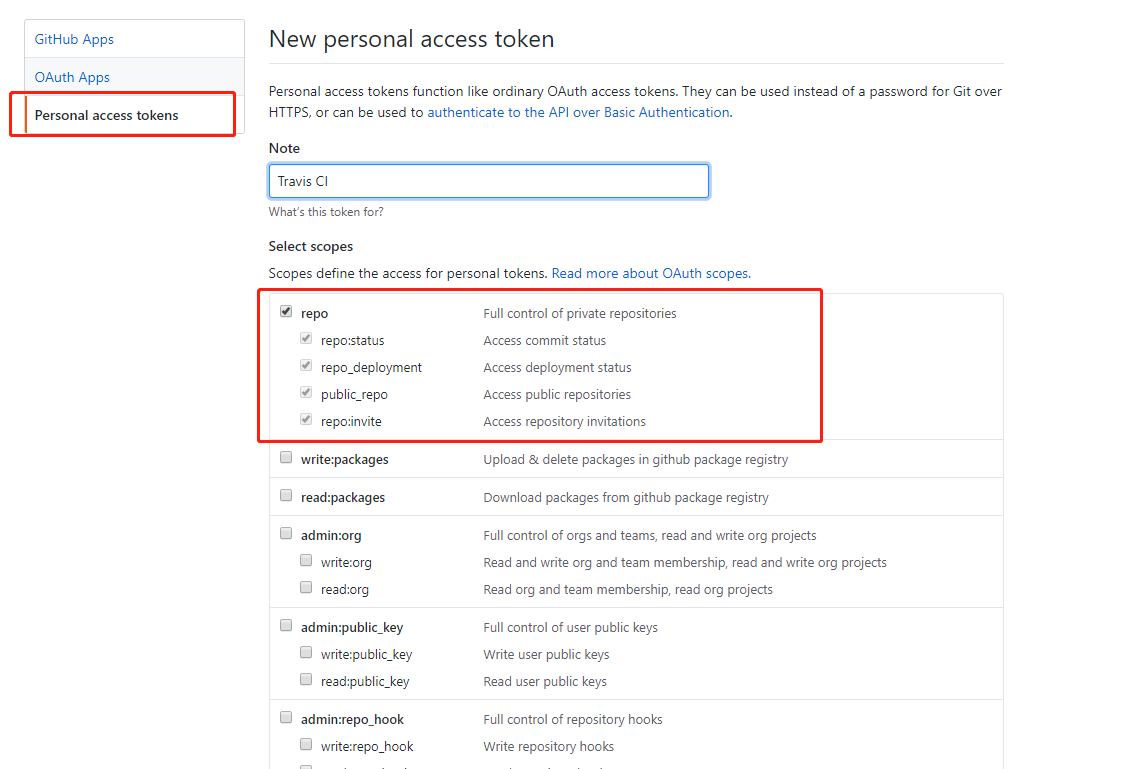 GitHub Apps
OAuth Apps
Personal access tokens
New personal access token
Personal access tokens function like ordinary OAuth access tokens. They can be used instead of a password for Git over
HTTPS, or can be used to authenticate to the API over Basic Authentication.
Note
Travis CI
What's this token for?
Select scopes
Scopes define the access for personal tokens. Read more about OAuth scopes.
repo Full control of private repositories
repo:status Access commit status
repo_deployment Access deployment status
public_repo Access public repositories
repo:invite Access repository invitations
write:packages Upload & delete packages in github package registry
read:packages Download packages from github package registry
admin:org Full control of orgs and teams, read and write org projects
write:org Read and write org and team membership, read and write org projects
read:org Read org and team membership, read org projects
admin:public_key Full control of user public keys
write:public_key Write user public keys
read:public_key Read user public keys
admin:repo_hook Full control of repository hooks
write:repo_hook Write repository hooks